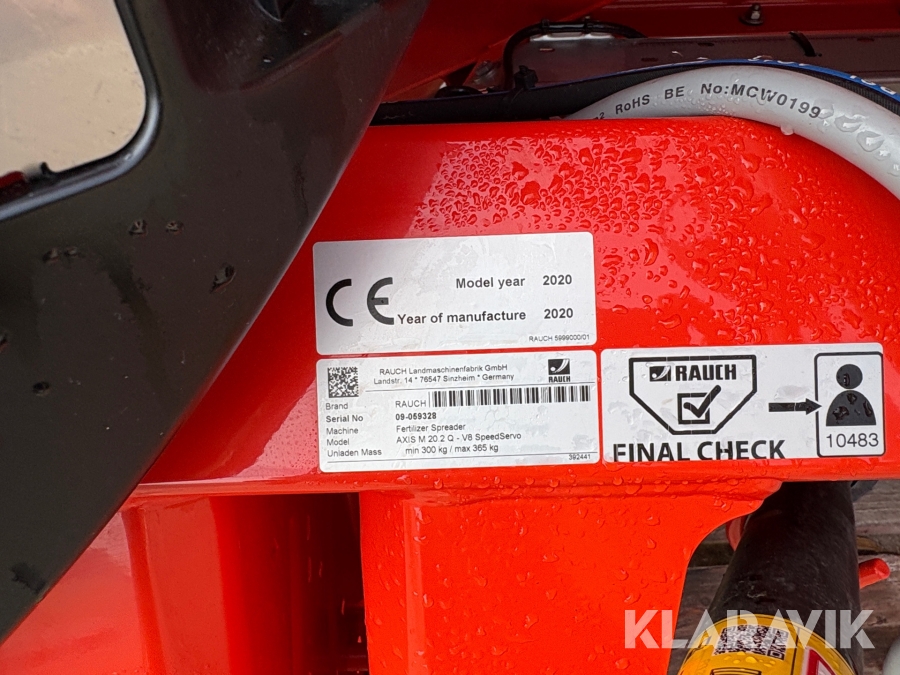 ² RoHS BE No:MCW0199
CE
Model year 2020
Year of manufacture 2020
RAUCH 5999000/01
RAUCH Landmaschinenfabrik GmbH
Landstr. 14 * 76547 Sinzheim * Germany
RAUCH
Brand RAUCH
Serial No 09-059328
Machine Fertilizer Spreader
Model AXIS M 20.2 Q - V8 SpeedServo
Unladen Mass min 300 kg / max 365 kg
392441
RAUCH
FINAL CHECK
10483
KLARAVIK